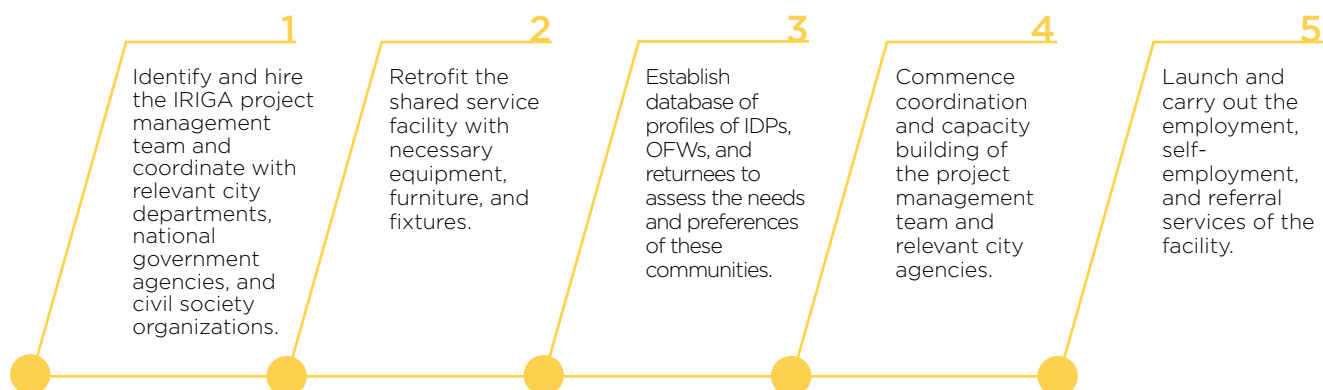 1
Identify and hire
the IRIGA project
management
team and
coordinate with
relevant city
departments,
national
government
agencies, and
civil society
organizations.
2
Retrofit the
shared service
facility with
necessary
equipment,
furniture, and
fixtures.
3
Establish
database of
profiles of IDPs,
OFWs, and
returnees to
assess the needs
and preferences
of these
communities.
4
Commence
coordination
and capacity
building of
the project
management
team and
relevant city
agencies.
5
Launch and
carry out the
employment,
self-
employment,
and referral
services of the
facility.